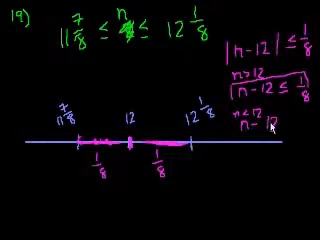 19) 11 7/8 ≤ n ≤ 12 1/8
|n-12| ≤ 1/8
n>12
n-12 ≤ 1/8
n<12
n- 12
11 7/8 12 12 1/8
1/8 1/8